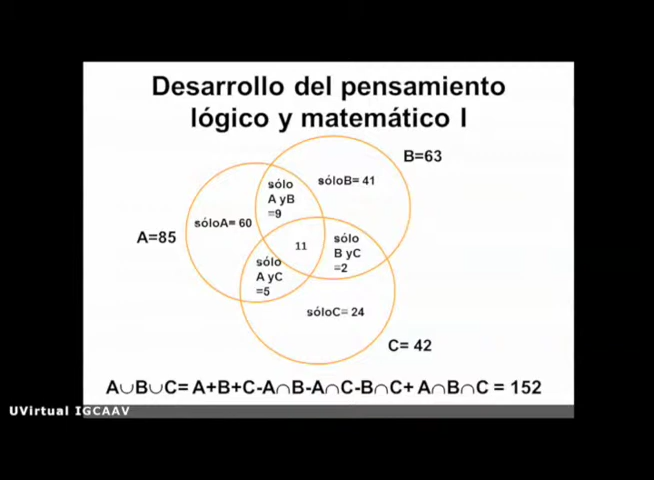 Desarrollo del pensamiento
lógico y matemático I
B=63
sólo
A yB
=9
sóloB= 41
sóloA= 60
A=85
11
sólo
B yC
=2
sólo
A yC
=5
sóloC= 24
C= 42
A∪B∪C= A+B+C-A∩B-A∩C-B∩C+ A∩B∩C = 152
UVirtual IGCAAV